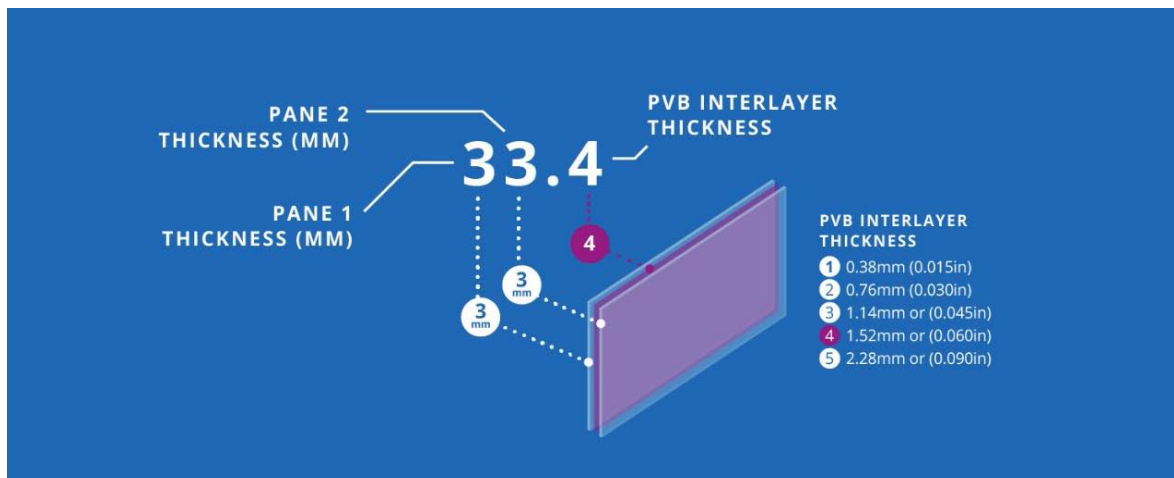 PANE 2
THICKNESS (MM)
PVB INTERLAYER
THICKNESS
33.4
PANE 1
THICKNESS (MM)
4
3
mm
3
mm
PVB INTERLAYER
THICKNESS
1 0.38mm (0.015in)
2 0.76mm (0.030in)
3 1.14mm or (0.045in)
4 1.52mm or (0.060in)
5 2.28mm or (0.090in)